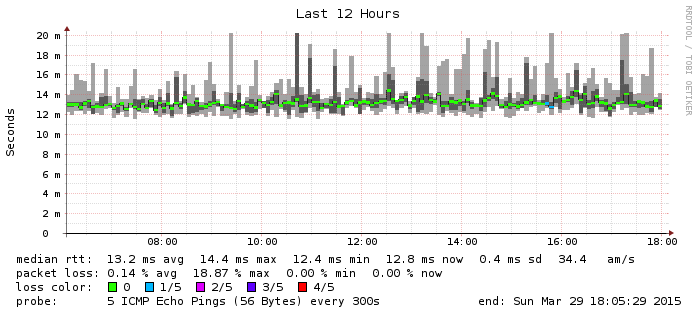 Last 12 Hours
RRDTOOL / TOBI OETIKER
Seconds
20 m
18 m
16 m
14 m
12 m
10 m
8 m
6 m
4 m
2 m
0
08:00 10:00 12:00 14:00 16:00 18:00
median rtt: 13.2 ms avg 14.4 ms max 12.4 ms min 12.8 ms now 0.4 ms sd 34.4 am/s
packet loss: 0.14 % avg 18.87 % max 0.00 % min 0.00 % now
loss color: 0 1/5 2/5 3/5 4/5
probe: 5 ICMP Echo Pings (56 Bytes) every 300s end: Sun Mar 29 18:05:29 2015